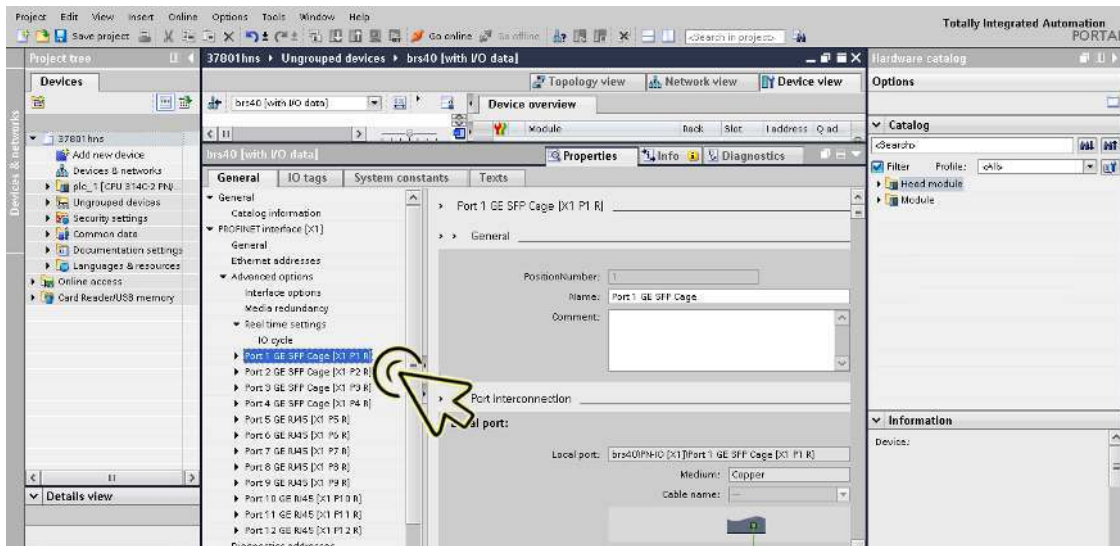 Project Edit View Insert Online Options Tools Window Help
Totally Integrated Automation
PORTAL
Save project Go online Go offline <Search in project>
Project tree
37801hns Ungrouped devices brs40 [with I/O data]
Hardware catalog
Devices
Topology view Network view Device view
Options
brs40 [with I/O data]
Device overview
Module Rack Slot I address Q ad
Catalog
<Search>
Filter Profile: <All>
Head module
Module
Devices & networks
37801hns
Add new device
Devices & networks
plc_1 [CPU 314C-2 PN/
Ungrouped devices
Security settings
Common data
Documentation settings
Languages & resources
Online access
Card Reader/USB memory
Details view
brs40 [with I/O data]
Properties Info Diagnostics
General IO tags System constants Texts
General
Catalog information
PROFINET interface [X1]
General
Ethernet addresses
Advanced options
Interface options
Media redundancy
Real time settings
IO cycle
Port 1 GE SFP Cage [X1 P1 R]
Port 2 GE SFP Cage [X1 P2 R]
Port 3 GE SFP Cage [X1 P3 R]
Port 4 GE SFP Cage [X1 P4 R]
Port 5 GE RJ45 [X1 P5 R]
Port 6 GE RJ45 [X1 P6 R]
Port 7 GE RJ45 [X1 P7 R]
Port 8 GE RJ45 [X1 P8 R]
Port 9 GE RJ45 [X1 P9 R]
Port 10 GE RJ45 [X1 P10 R]
Port 11 GE RJ45 [X1 P11 R]
Port 12 GE RJ45 [X1 P12 R]
Diagnostics addresses
Port 1 GE SFP Cage [X1 P1 R]
General
PositionNumber: 1
Name: Port 1 GE SFP Cage
Comment:
Port interconnection
Local port:
Local port: brs40\PN-IO [X1]\Port 1 GE SFP Cage [X1 P1 R]
Medium: Copper
Cable name: ---
Information
Device: